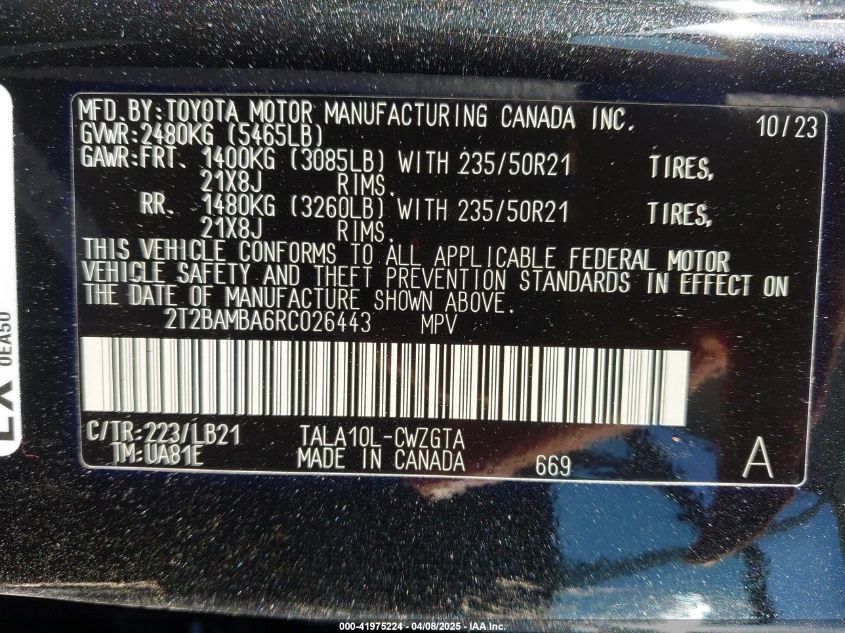 MFD.BY:TOYOTA MOTOR MANUFACTURING CANADA INC. 10/23
GVWR:2480KG (5465LB)
GAWR:FRT. 1400KG (3085LB) WITH 235/50R21 TIRES,
21X8J RIMS.
RR. 1480KG (3260LB) WITH 235/50R21 TIRES,
21X8J RIMS.
THIS VEHICLE CONFORMS TO ALL APPLICABLE FEDERAL MOTOR
VEHICLE SAFETY AND THEFT PREVENTION STANDARDS IN EFFECT ON
THE DATE OF MANUFACTURE SHOWN ABOVE.
2T2BAMBA6RC026443 MPV
C/TR:223/LB21 TALA10L-CWZGTA
TM:UA81E MADE IN CANADA 669 A
0EA50
000-41975224 | 04/08/2025 - IAA Inc.